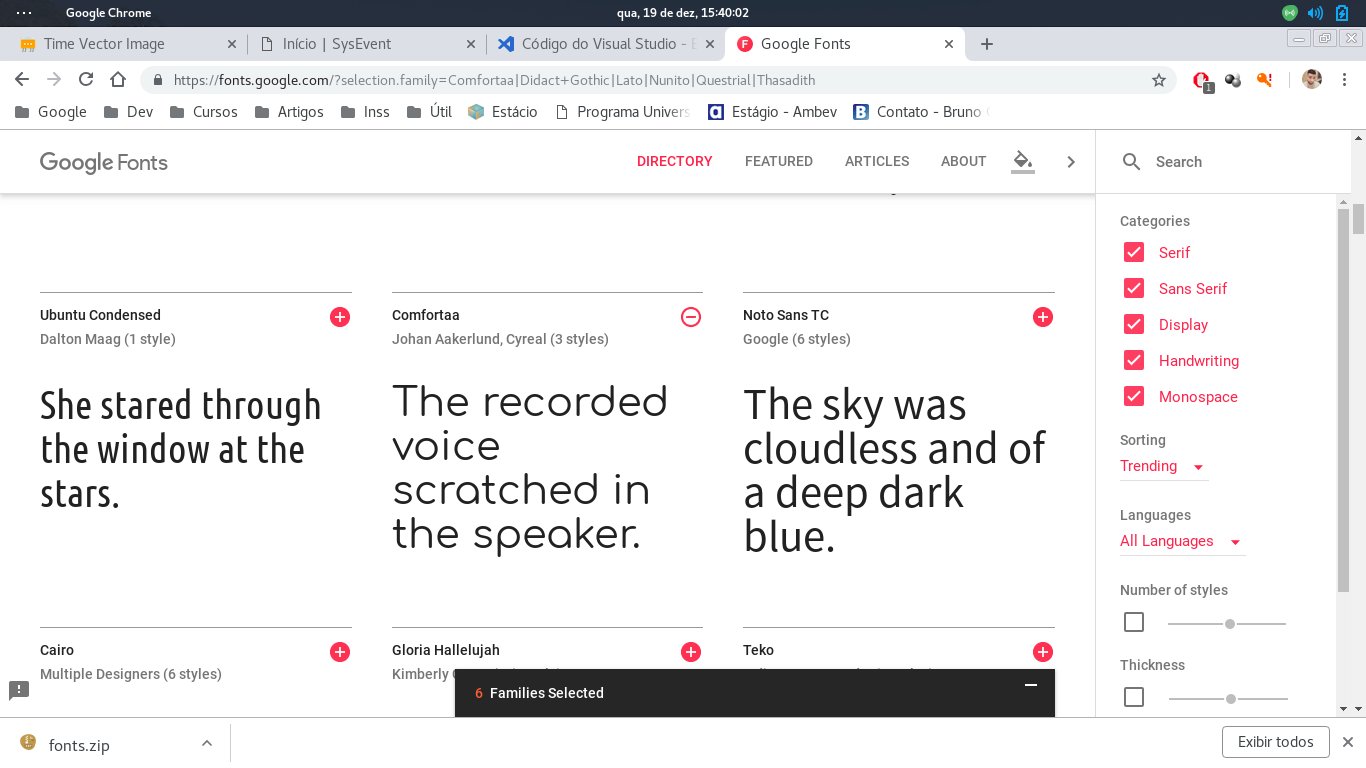 Google Chrome
qua, 19 de dez, 15:40:02
Time Vector Image
Início | SysEvent
Código do Visual Studio - E
Google Fonts
https://fonts.google.com/?selection.family=Comfortaa|Didact+Gothic|Lato|Nunito|Questrial|Thasadith
1
Google
Dev
Cursos
Artigos
Inss
Útil
Estácio
Programa Univers
Estágio - Ambev
Contato - Bruno
Google Fonts
DIRECTORY
FEATURED
ARTICLES
ABOUT
Search
Ubuntu Condensed
Dalton Maag (1 style)
She stared through
the window at the
stars.
Comfortaa
Johan Aakerlund, Cyreal (3 styles)
The recorded
voice
scratched in
the speaker.
Noto Sans TC
Google (6 styles)
The sky was
cloudless and of
a deep dark
blue.
Cairo
Multiple Designers (6 styles)
Gloria Hallelujah
Kimberly
Teko
6 Families Selected
Categories
Serif
Sans Serif
Display
Handwriting
Monospace
Sorting
Trending
Languages
All Languages
Number of styles
Thickness
fonts.zip
Exibir todos